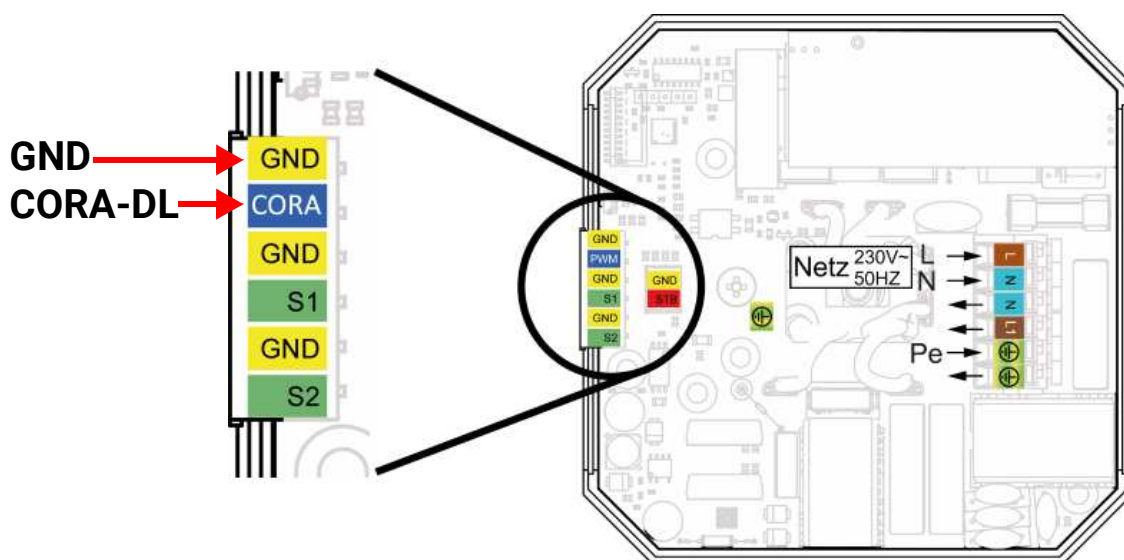 GND
CORA-DL
GND
CORA
GND
S1
GND
S2
GND
PWM
GND
S1
GND
S2
GND
STB
Netz 230V~
50HZ
L
N
Pe
L
N
N
L1